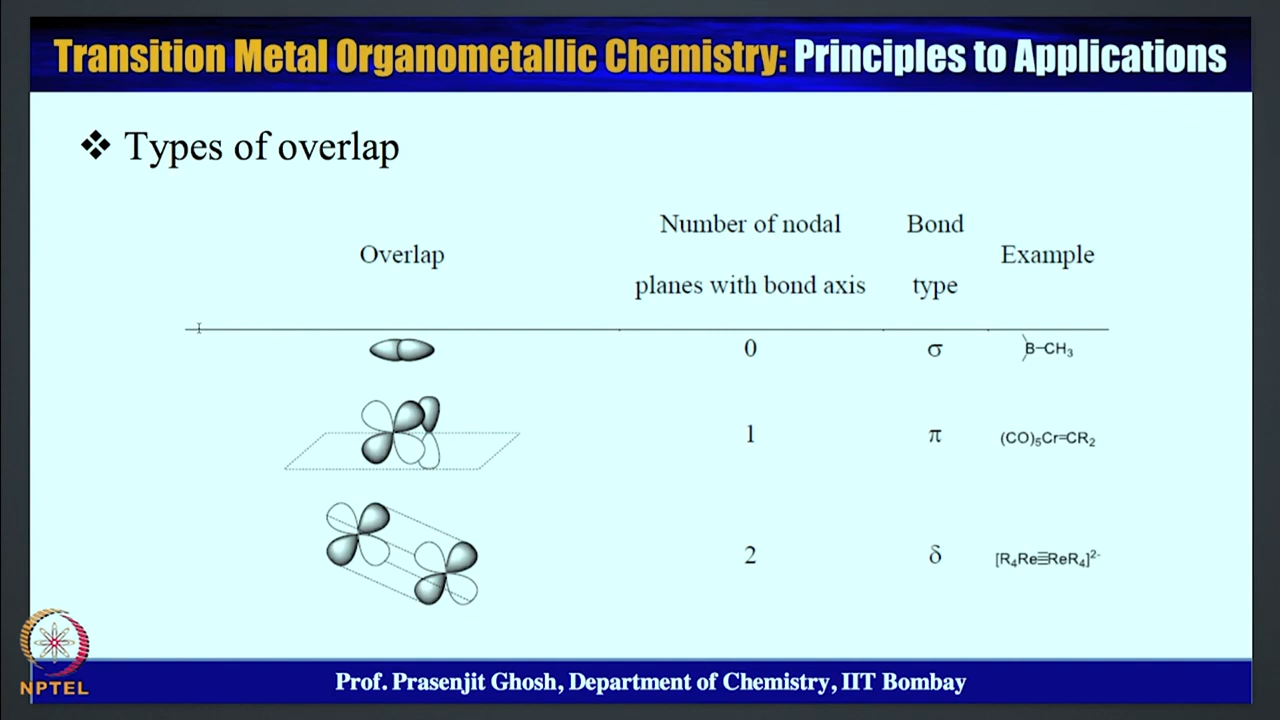 Transition Metal Organometallic Chemistry: Principles to Applications
❖ Types of overlap
Overlap
Number of nodal
planes with bond axis
Bond
type
Example
0 σ B–CH₃
1 π (CO)₅Cr=CR₂
2 δ [R₄Re≣ReR₄]²⁻
NPTEL
Prof. Prasenjit Ghosh, Department of Chemistry, IIT Bombay